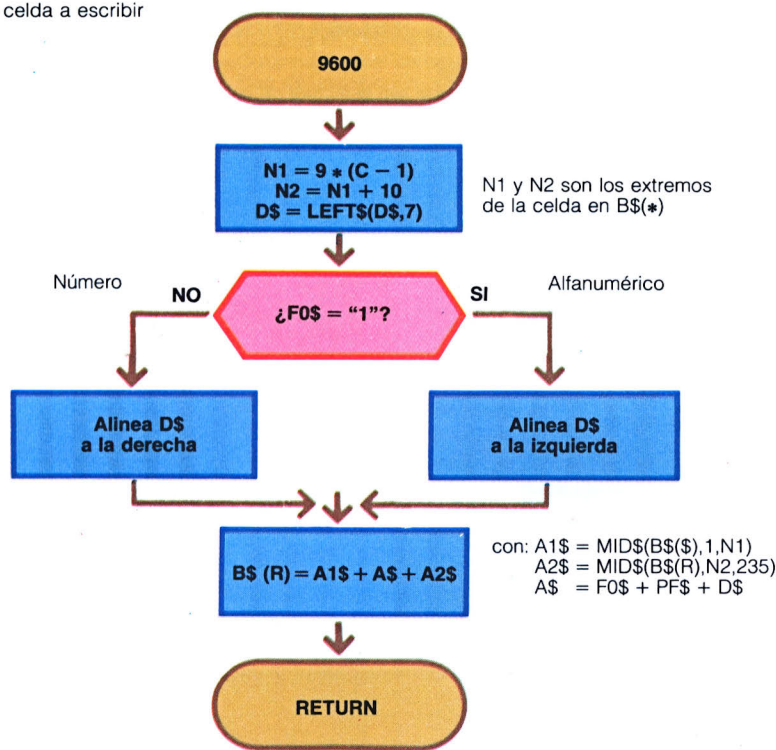 celda a escribir
9600
N1 = 9 * (C − 1)
N2 = N1 + 10
D$ = LEFT$(D$,7)
N1 y N2 son los extremos
de la celda en B$(*)
Número
NO
¿F0$ = “1”?
SI
Alfanumérico
Alinea D$
a la derecha
Alinea D$
a la izquierda
B$ (R) = A1$ + A$ + A2$
con: A1$ = MID$(B$($),1,N1)
A2$ = MID$(B$(R),N2,235)
A$ = F0$ + PF$ + D$
RETURN